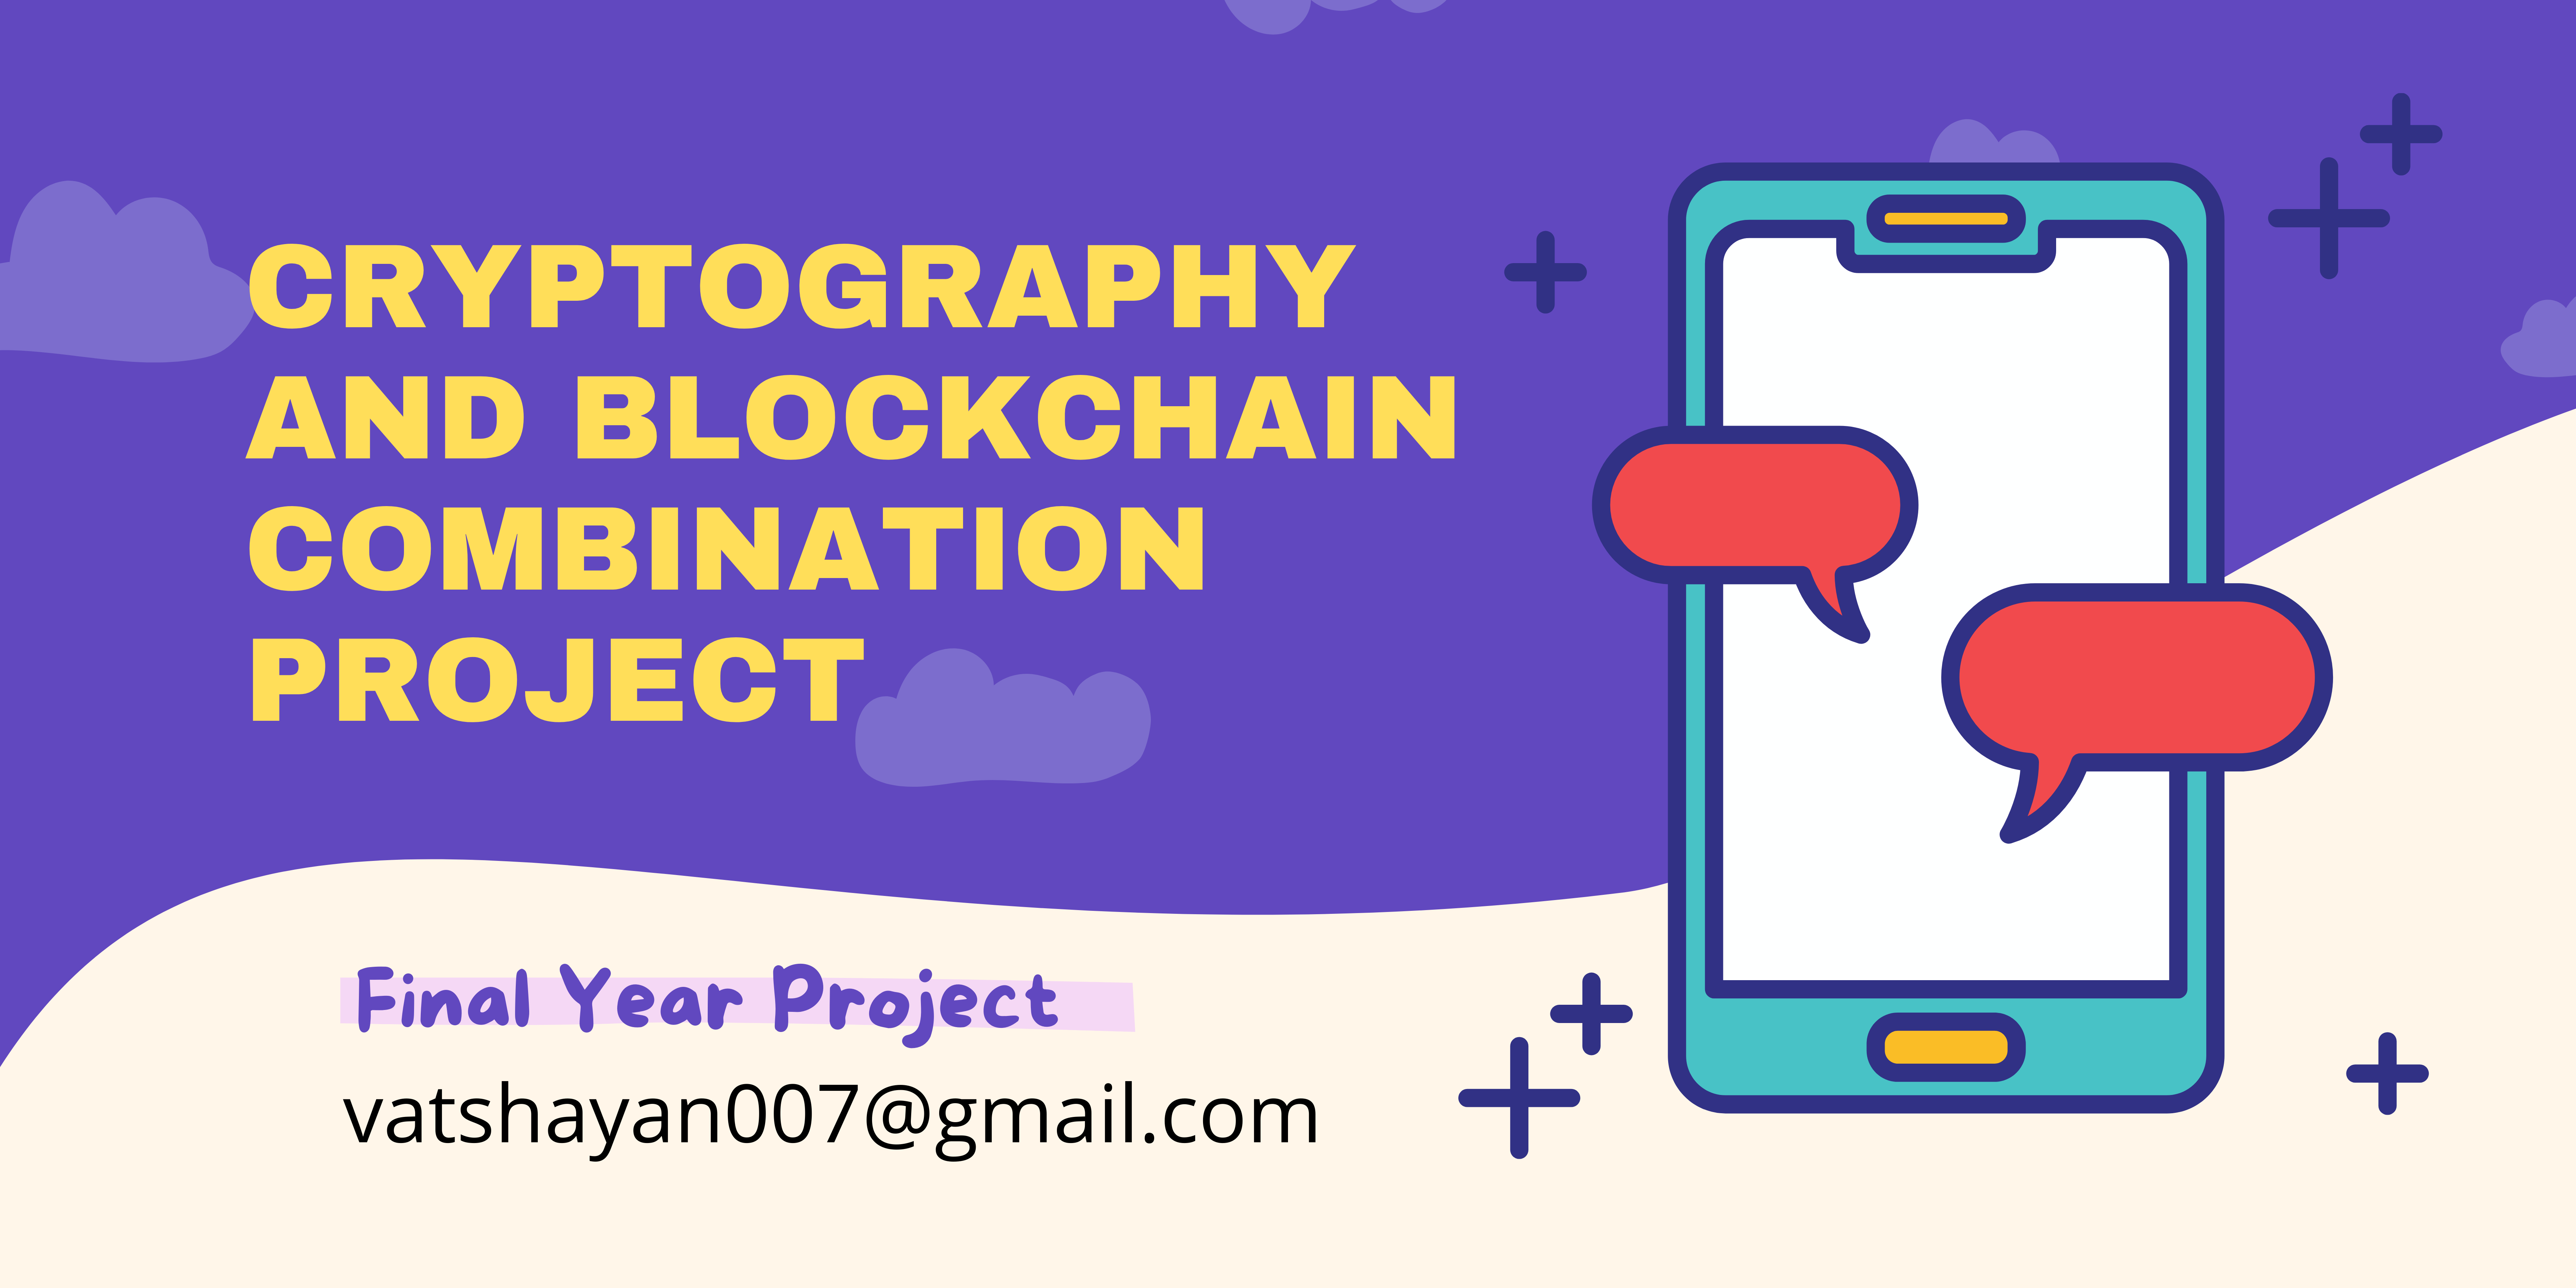 CRYPTOGRAPHY
AND BLOCKCHAIN
COMBINATION
PROJECT
Final Year Project
vatshayan007@gmail.com